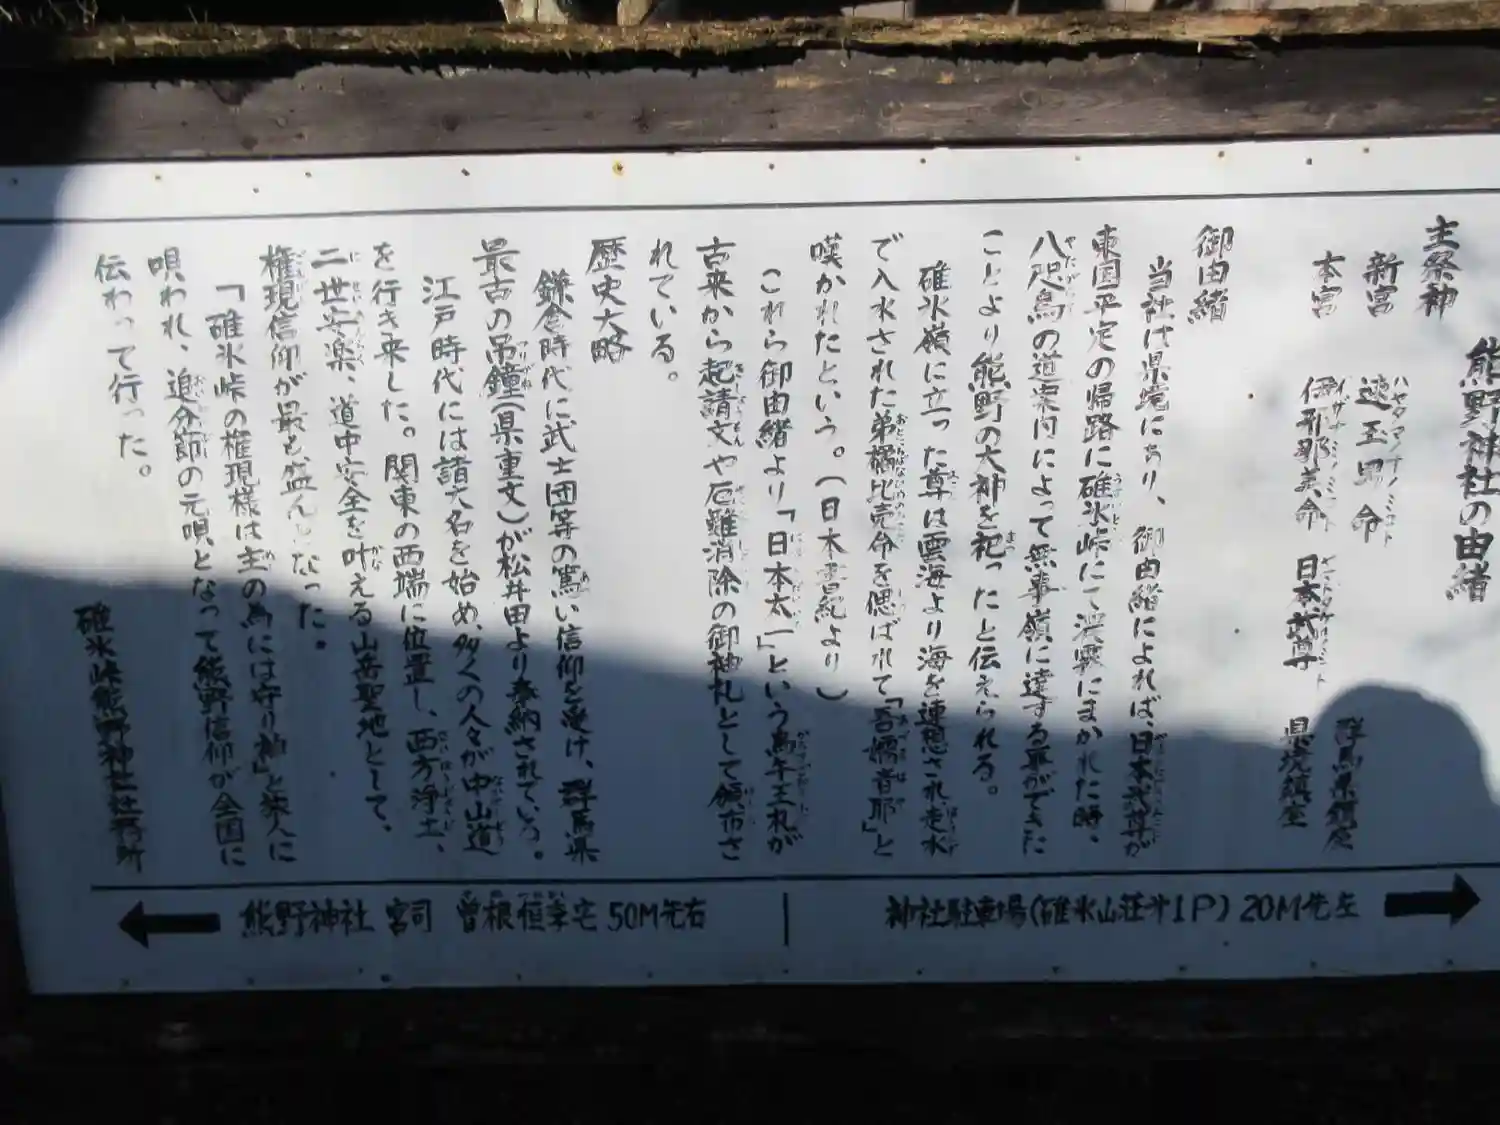 熊野神社の由緒
主祭神
新宮 速玉男命 群馬県鎮座
本宮 伊邪那美命 日本武尊 県境鎮座
御由緒
当社は県境にあり、御由緒によれば、日本武尊が
東国平定の帰路に碓氷峠にて濃霧にまかれた時、
八咫烏の道案内によって無事嶺に達する事ができた
ことより熊野の大神を祀ったと伝えられる。
碓氷嶺に立った尊は雲海より海を連想され走水
で入水された弟橘比売命を偲ばれて「吾嬬者耶」と
嘆かれたという。(日本書紀より)
これら御由緒より「日本太一」という烏午王札が
古来から起請文や厄難消除の御神札として頒布さ
れている。
歴史大略
鎌倉時代に武士団等の篤い信仰を受け、群馬県
最古の吊鐘(県重文)が松井田より奉納されている。
江戸時代には諸大名を始め、多くの人々が中山道
を行き来した。関東の西端に位置し、西方浄土、
二世安楽、道中安全を叶える山岳聖地として、
権現信仰が最も盛んとなった。
「碓氷峠の権現様は主の為には守り神」と旅人に
唄われ、追分節の元唄となって熊野信仰が全国に
伝わって行った。
碓氷峠熊野神社社務所
神社駐車場(碓氷山荘前P) 20M先左
熊野神社 宮司 曽根恒季宅 50M先右